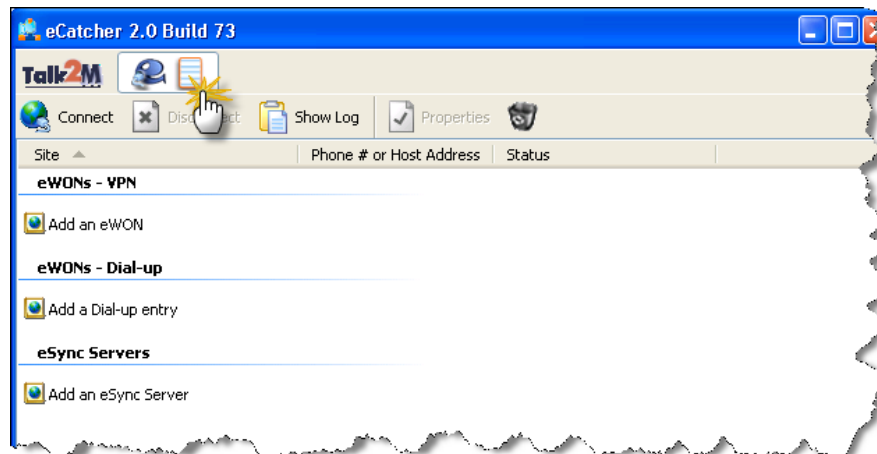 eCatcher 2.0 Build 73
Talk2M
Connect Disconnect Show Log Properties
Site Phone # or Host Address Status
eWONs - VPN
Add an eWON
eWONs - Dial-up
Add a Dial-up entry
eSync Servers
Add an eSync Server